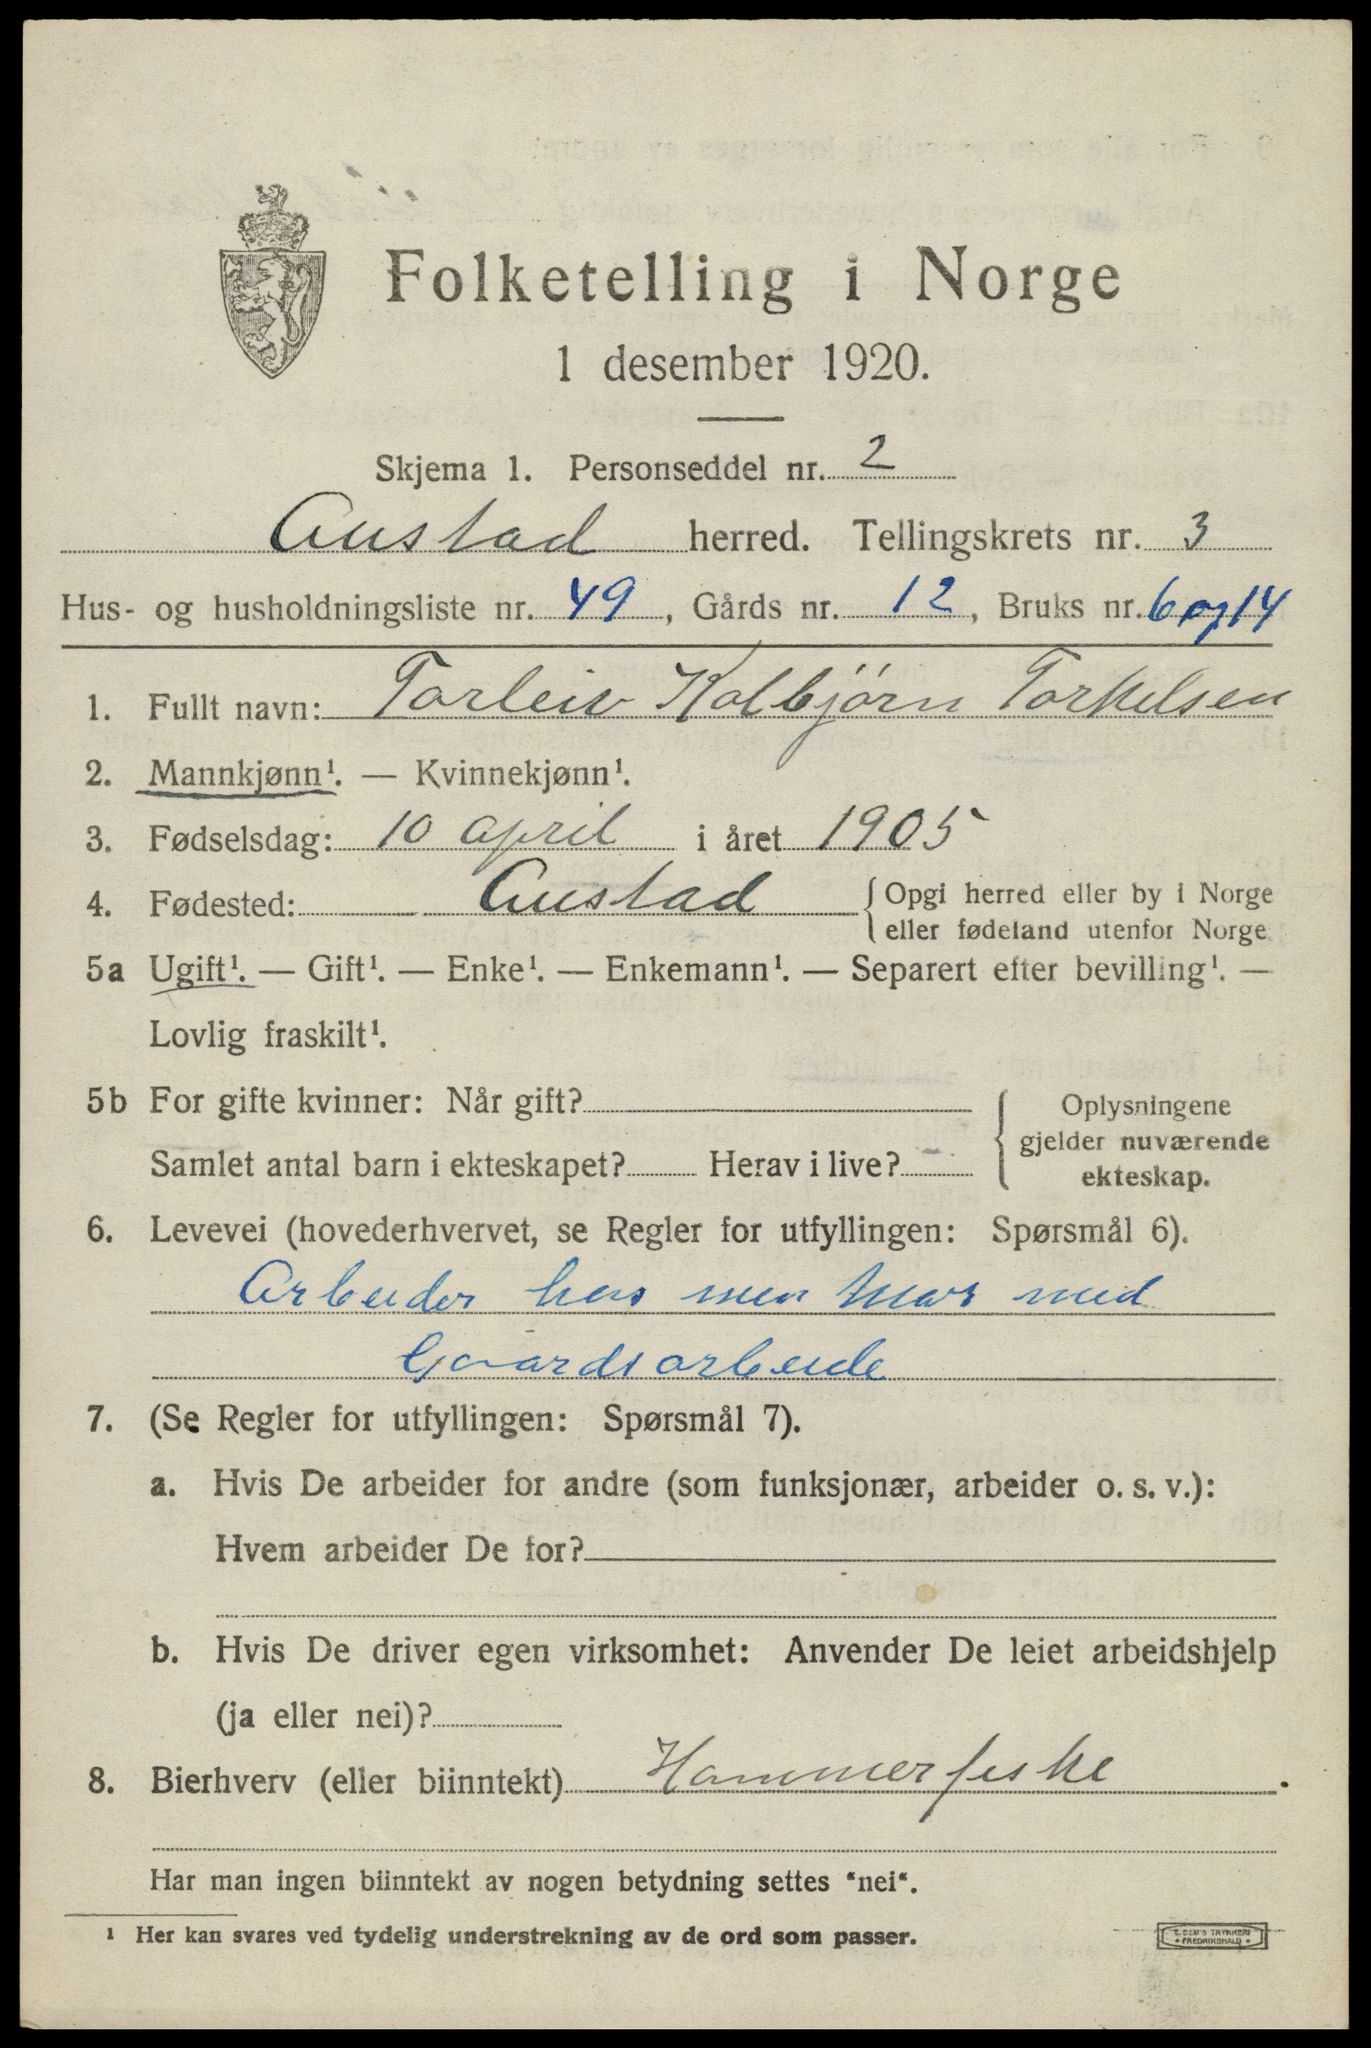 Folketelling i Norge
1 desember 1920.
Skjema 1. Personseddel nr. 2
Austad herred. Tellingskrets nr. 3
Hus- og husholdningsliste nr. 49, Gårds nr. 12, Bruks nr. 6 og 14
1. Fullt navn: Torleiv Kolbjørn Torkelsen
2. Mannkjønn¹. — Kvinnekjønn¹.
3. Fødselsdag: 10 april i året 1905
4. Fødested: Austad { Opgi herred eller by i Norge
eller fødeland utenfor Norge
5a Ugift¹. — Gift¹. — Enke¹. — Enkemann¹. — Separert efter bevilling¹. —
Lovlig fraskilt¹.
5b For gifte kvinner: Når gift? { Oplysningene
gjelder nuværende
Samlet antal barn i ekteskapet? Herav i live? ekteskap.
6. Levevei (hovederhvervet, se Regler for utfyllingen: Spørsmål 6).
Arbeider hos men Mor med
Gaardsarbeide
7. (Se Regler for utfyllingen: Spørsmål 7).
a. Hvis De arbeider for andre (som funksjonær, arbeider o. s. v.):
Hvem arbeider De for?
b. Hvis De driver egen virksomhet: Anvender De leiet arbeidshjelp
(ja eller nei)?
8. Bierhverv (eller biinntekt) Hommerfiske.
Har man ingen biinntekt av nogen betydning settes "nei".
¹ Her kan svares ved tydelig understrekning av de ord som passer.